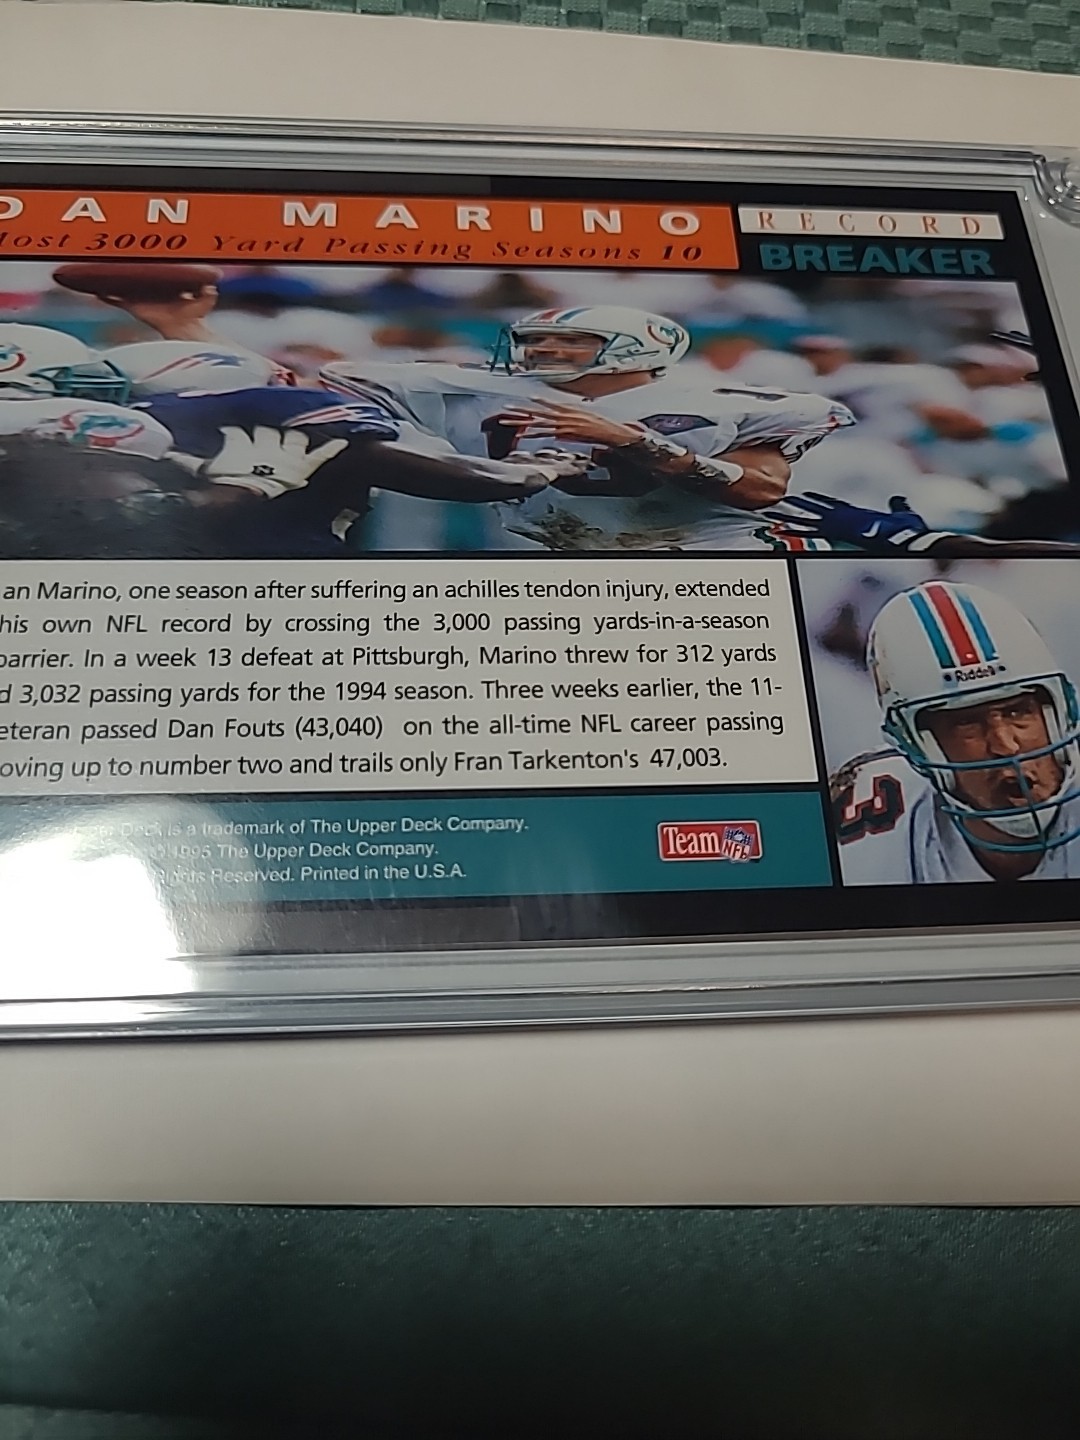 DAN MARINO
Most 3000 Yard Passing Seasons 10
RECORD
BREAKER
an Marino, one season after suffering an achilles tendon injury, extended
his own NFL record by crossing the 3,000 passing yards-in-a-season
barrier. In a week 13 defeat at Pittsburgh, Marino threw for 312 yards
d 3,032 passing yards for the 1994 season. Three weeks earlier, the 11-
eteran passed Dan Fouts (43,040) on the all-time NFL career passing
oving up to number two and trails only Fran Tarkenton's 47,003.
Deck is a trademark of The Upper Deck Company.
© 1995 The Upper Deck Company.
Rights Reserved. Printed in the U.S.A.
Team NFL
Riddell
3